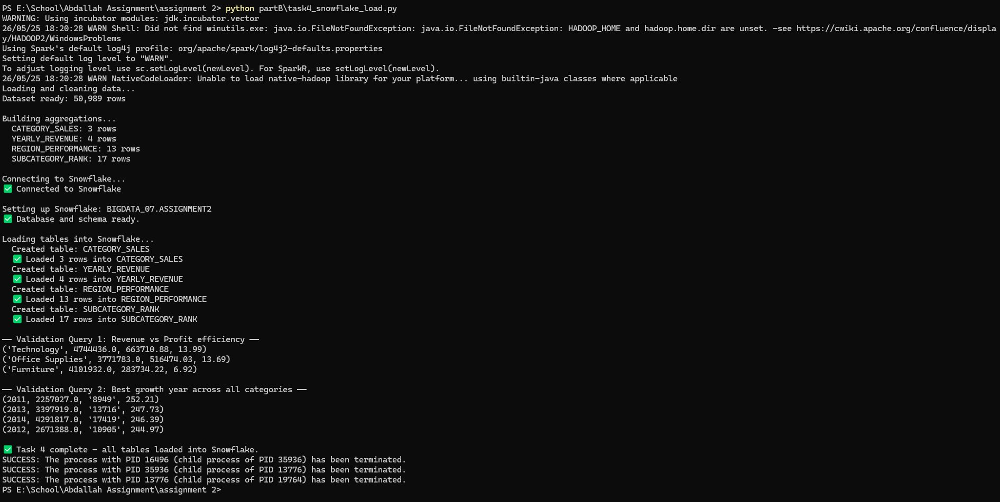 PS E:\School\Abdallah Assignment\assignment 2> python partB\task4_snowflake_load.py
WARNING: Using incubator modules: jdk.incubator.vector
26/05/25 18:20:28 WARN Shell: Did not find winutils.exe: java.io.FileNotFoundException: java.io.FileNotFoundException: HADOOP_HOME and hadoop.home.dir are unset. -see https://cwiki.apache.org/confluence/displa
y/HADOOP2/WindowsProblems
Using Spark's default log4j profile: org/apache/spark/log4j2-defaults.properties
Setting default log level to "WARN".
To adjust logging level use sc.setLogLevel(newLevel). For SparkR, use setLogLevel(newLevel).
26/05/25 18:20:28 WARN NativeCodeLoader: Unable to load native-hadoop library for your platform... using builtin-java classes where applicable
Loading and cleaning data...
Dataset ready: 50,989 rows

Building aggregations...
  CATEGORY_SALES: 3 rows
  YEARLY_REVENUE: 4 rows
  REGION_PERFORMANCE: 13 rows
  SUBCATEGORY_RANK: 17 rows

Connecting to Snowflake...
✅ Connected to Snowflake

Setting up Snowflake: BIGDATA_07.ASSIGNMENT2
✅ Database and schema ready.

Loading tables into Snowflake...
  Created table: CATEGORY_SALES
  ✅ Loaded 3 rows into CATEGORY_SALES
  Created table: YEARLY_REVENUE
  ✅ Loaded 4 rows into YEARLY_REVENUE
  Created table: REGION_PERFORMANCE
  ✅ Loaded 13 rows into REGION_PERFORMANCE
  Created table: SUBCATEGORY_RANK
  ✅ Loaded 17 rows into SUBCATEGORY_RANK

── Validation Query 1: Revenue vs Profit efficiency ──
('Technology', 4744436.0, 663710.88, 13.99)
('Office Supplies', 3771783.0, 516474.03, 13.69)
('Furniture', 4101932.0, 283734.22, 6.92)

── Validation Query 2: Best growth year across all categories ──
(2011, 2257027.0, '8949', 252.21)
(2013, 3397919.0, '13716', 247.73)
(2014, 4291817.0, '17419', 246.39)
(2012, 2671388.0, '10905', 244.97)

✅ Task 4 complete — all tables loaded into Snowflake.
SUCCESS: The process with PID 16496 (child process of PID 35936) has been terminated.
SUCCESS: The process with PID 35936 (child process of PID 13776) has been terminated.
SUCCESS: The process with PID 13776 (child process of PID 19764) has been terminated.
PS E:\School\Abdallah Assignment\assignment 2>